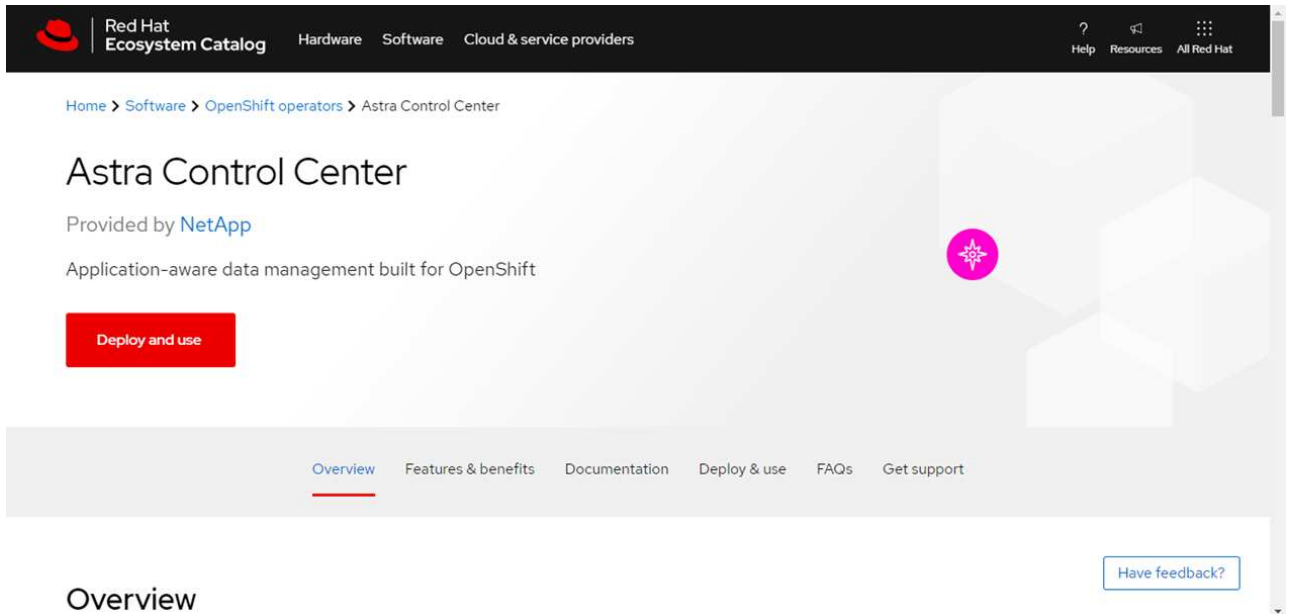 Red Hat
Ecosystem Catalog
Hardware Software Cloud & service providers
?
Help Resources All Red Hat
Home > Software > OpenShift operators > Astra Control Center
Astra Control Center
Provided by NetApp
Application-aware data management built for OpenShift
Deploy and use
Overview Features & benefits Documentation Deploy & use FAQs Get support
Have feedback?
Overview